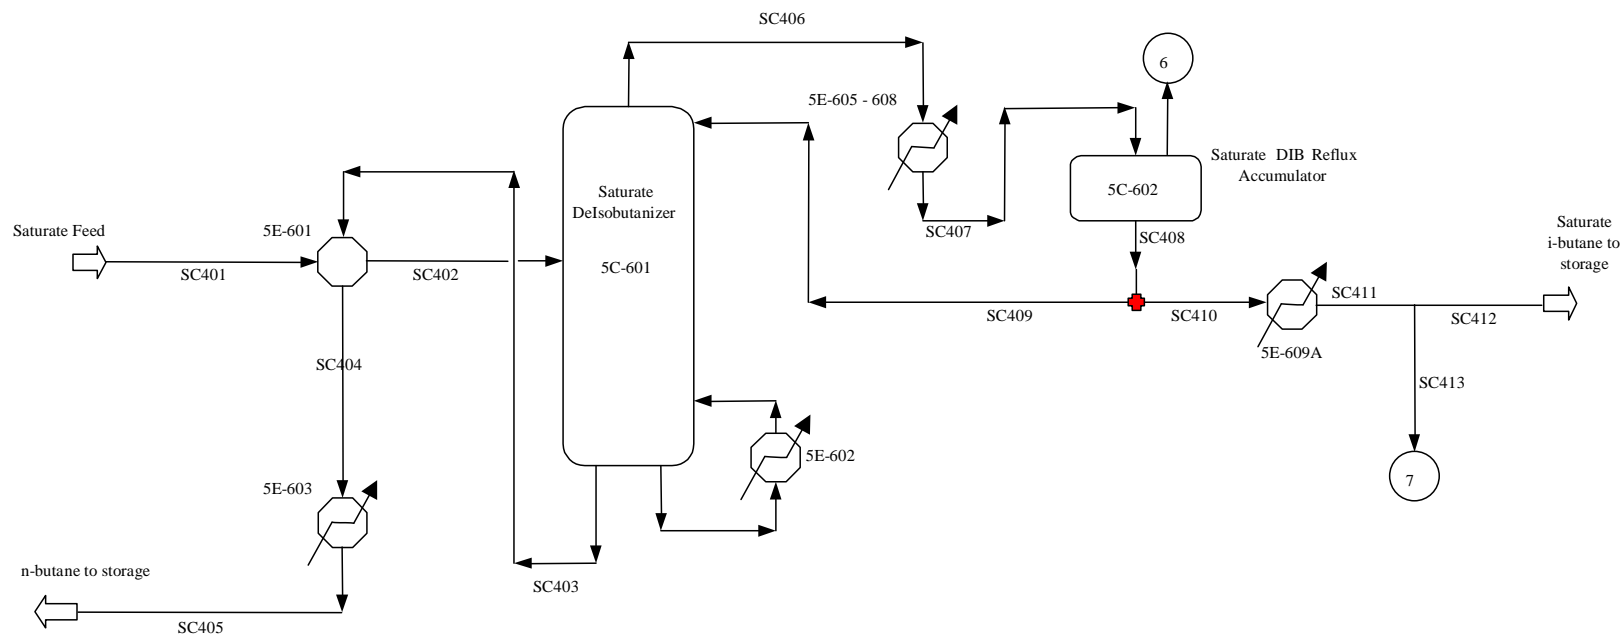 SC406
6
5E-605 - 608
Saturate DIB Reflux
Accumulator
Saturate
DeIsobutanizer
5C-602
Saturate
i-butane to
storage
Saturate Feed
5E-601
SC407
SC408
SC401
SC402
5C-601
SC411
SC409
SC410
SC412
5E-609A
SC404
SC413
5E-602
5E-603
7
n-butane to storage
SC403
SC405